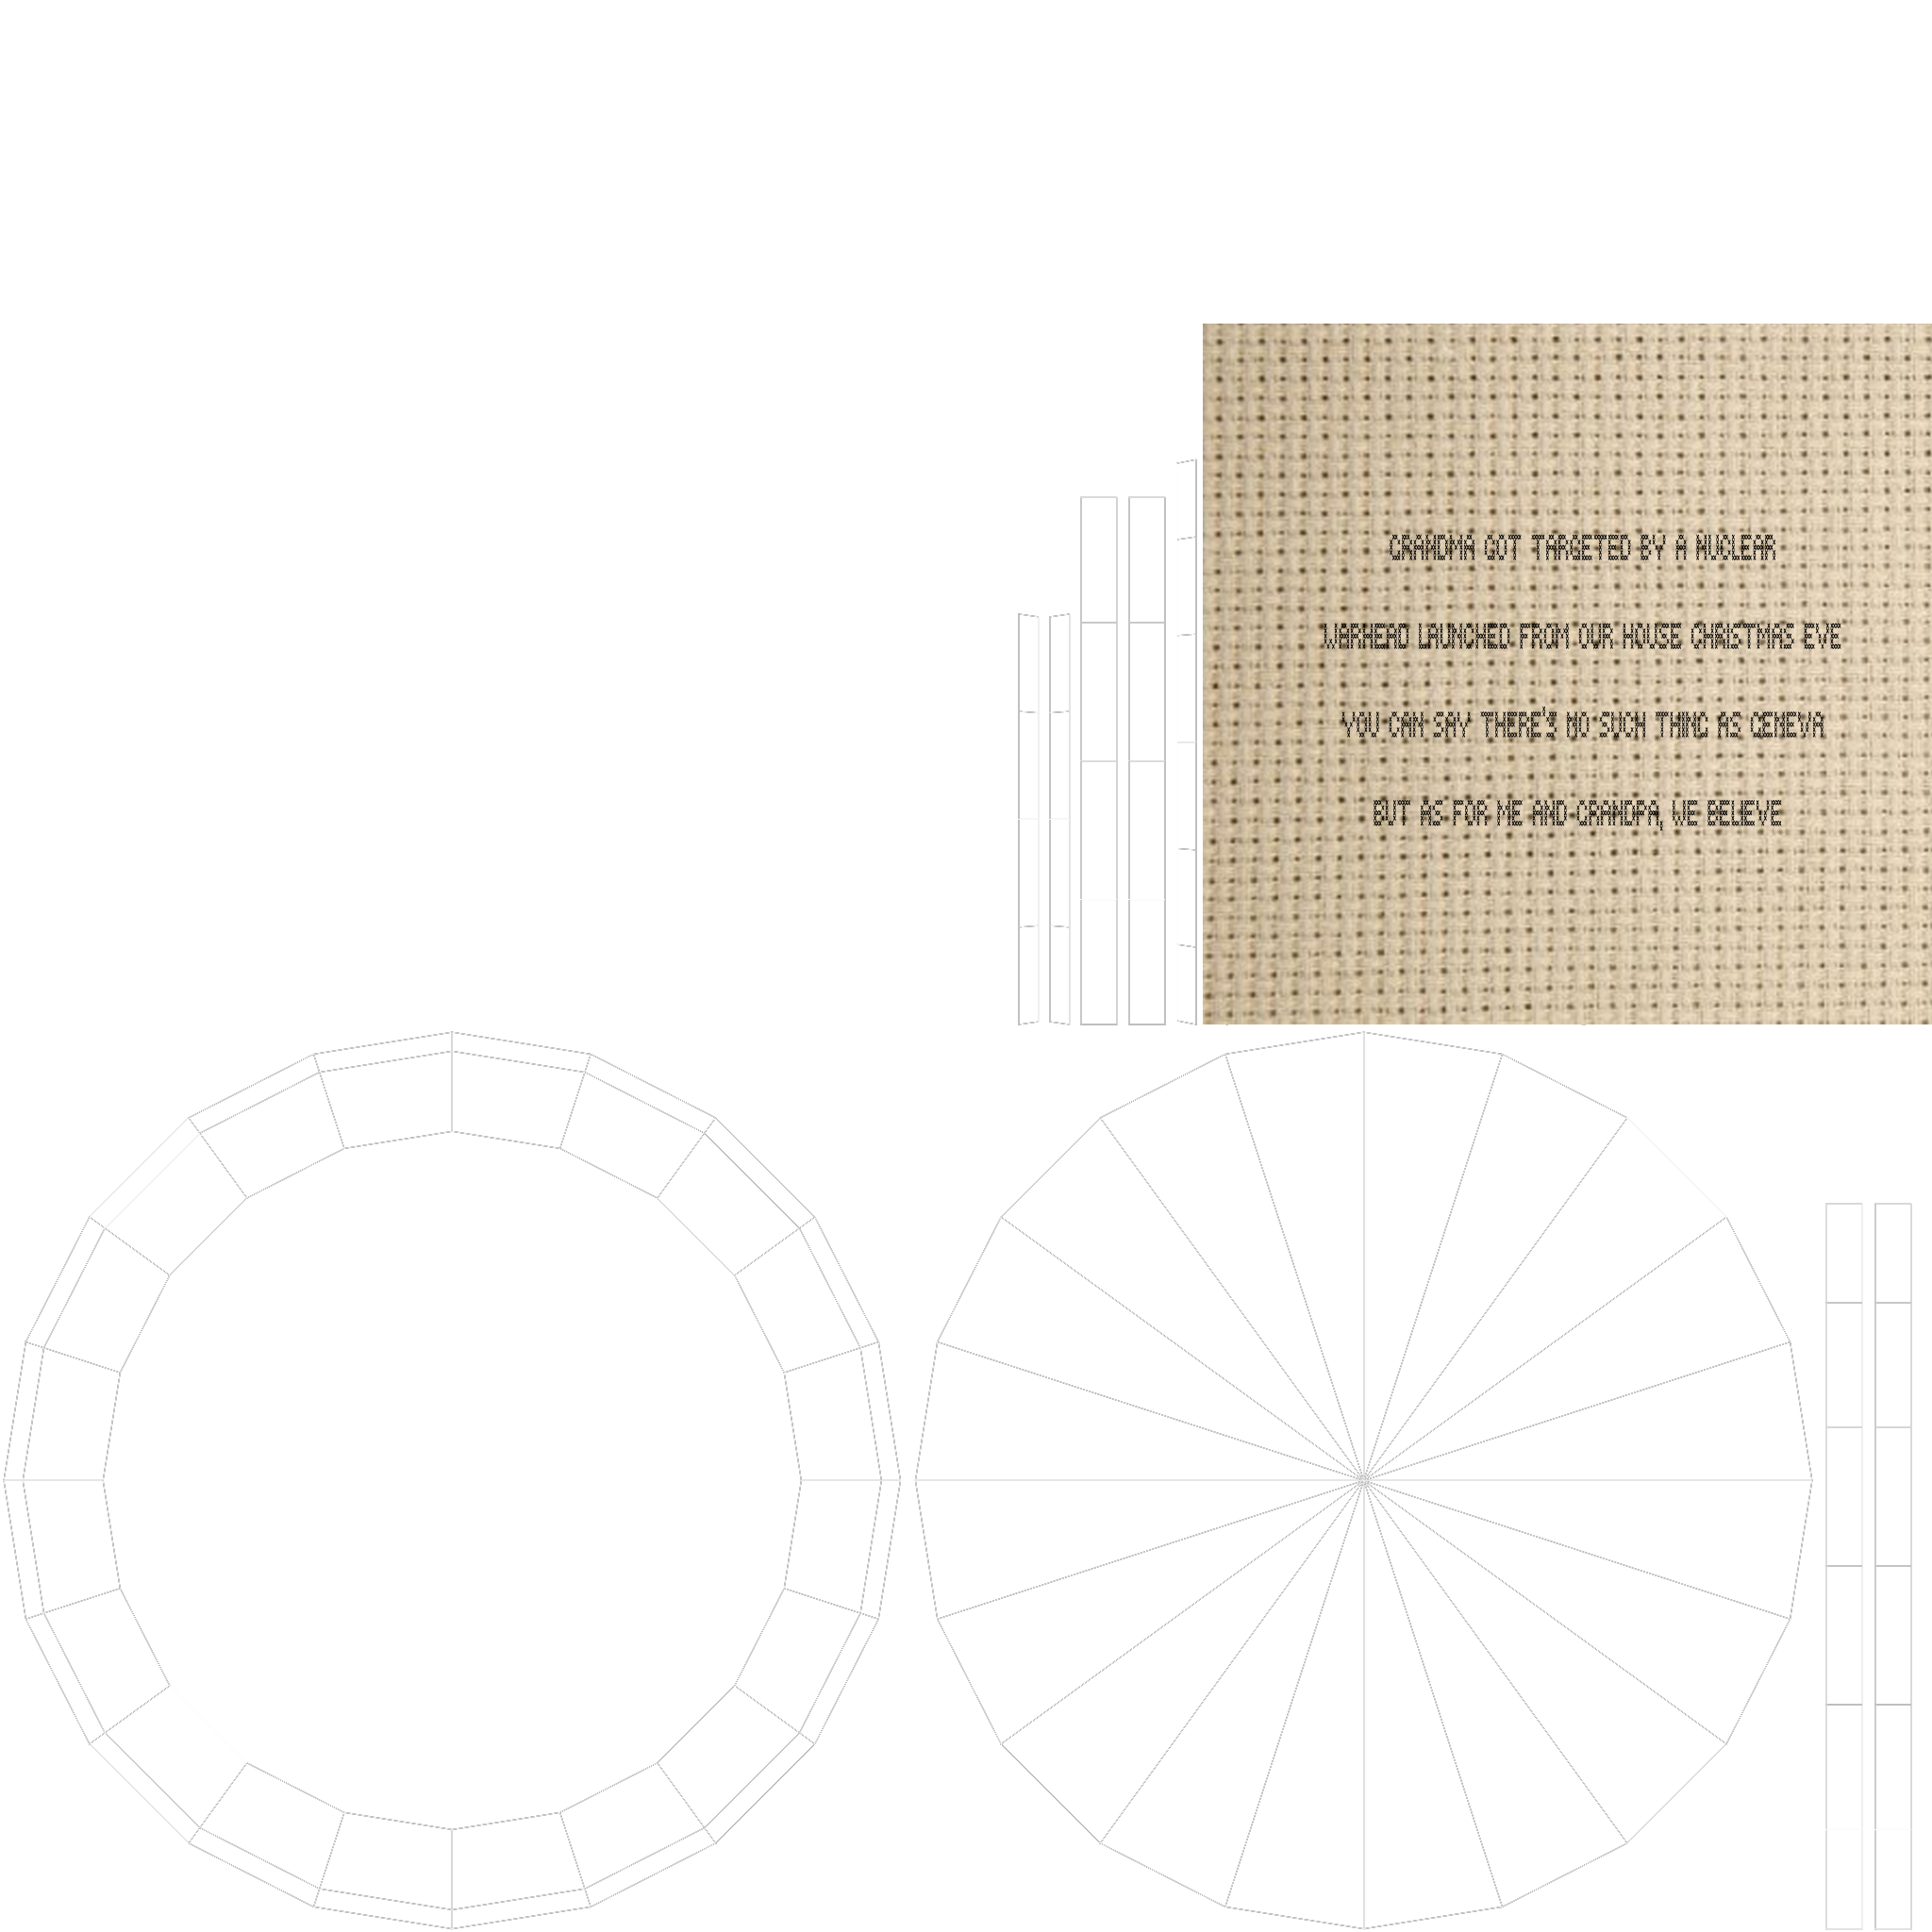 GRANDMA GOT TARGETED BY A NUCLEAR
WARHEAD LAUNCHED FROM OUR HOUSE CHRISTMAS EVE
YOU CAN SAY THERE'S NO SUCH THING AS GENEVA
BUT AS FOR ME AND GRANDPA, WE BELIEVE